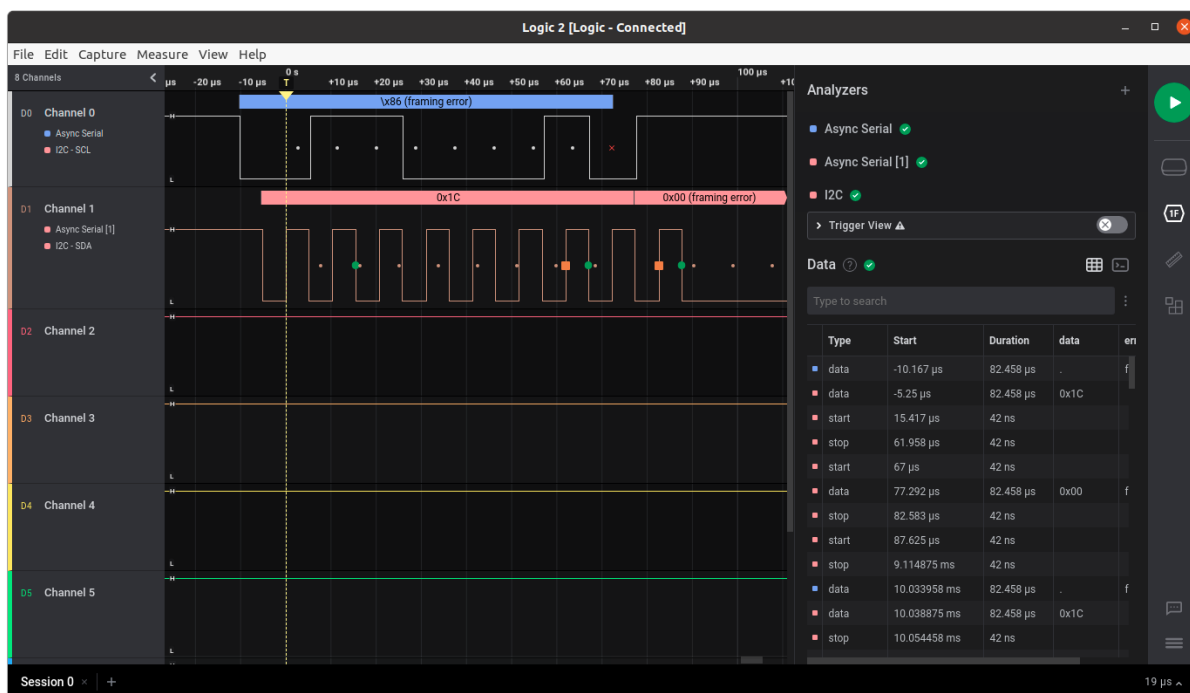 Logic 2 [Logic - Connected]
File Edit Capture Measure View Help
8 Channels
0 s
100 µs
µs -20 µs -10 µs T +10 µs +20 µs +30 µs +40 µs +50 µs +60 µs +70 µs +80 µs +90 µs +10
D0 Channel 0
Async Serial
I2C - SCL
H
L
\x86 (framing error)
D1 Channel 1
Async Serial [1]
I2C - SDA
H
L
0x1C
0x00 (framing error)
D2 Channel 2
H
L
D3 Channel 3
H
L
D4 Channel 4
H
L
D5 Channel 5
H
L
Analyzers
Async Serial
Async Serial [1]
I2C
Trigger View
Data
Type to search
Type Start Duration data err
data -10.167 µs 82.458 µs . f
data -5.25 µs 82.458 µs 0x1C
start 15.417 µs 42 ns
stop 61.958 µs 42 ns
start 67 µs 42 ns
data 77.292 µs 82.458 µs 0x00 f
stop 82.583 µs 42 ns
start 87.625 µs 42 ns
stop 9.114875 ms 42 ns
data 10.033958 ms 82.458 µs . f
data 10.038875 ms 82.458 µs 0x1C
stop 10.054458 ms 42 ns
1F
Session 0
19 µs